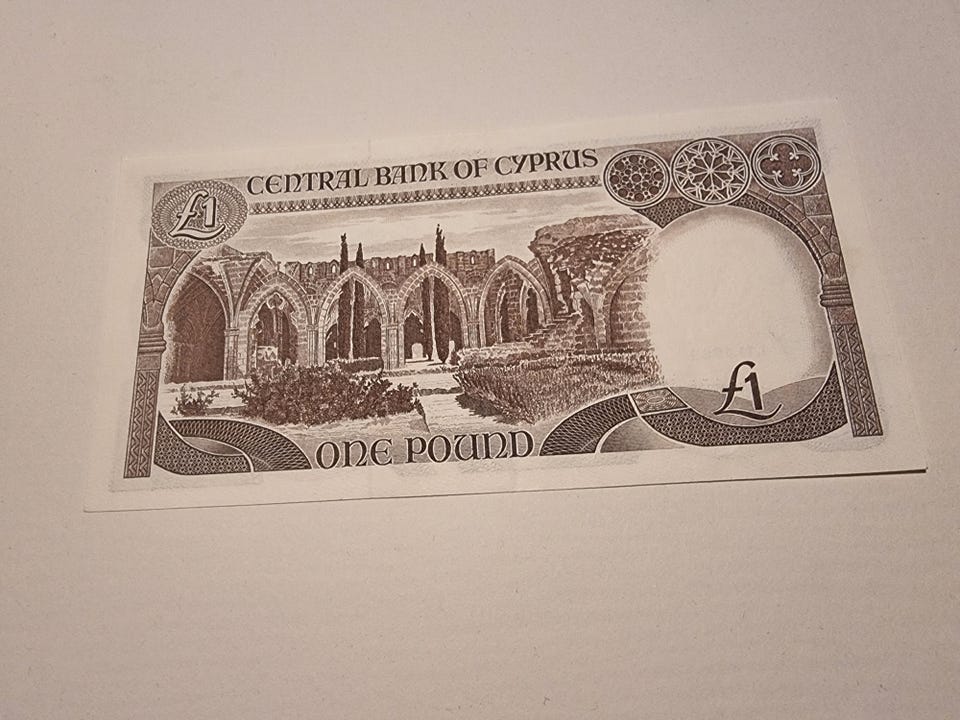 £1
CENTRAL BANK OF CYPRUS
£1
ONE POUND